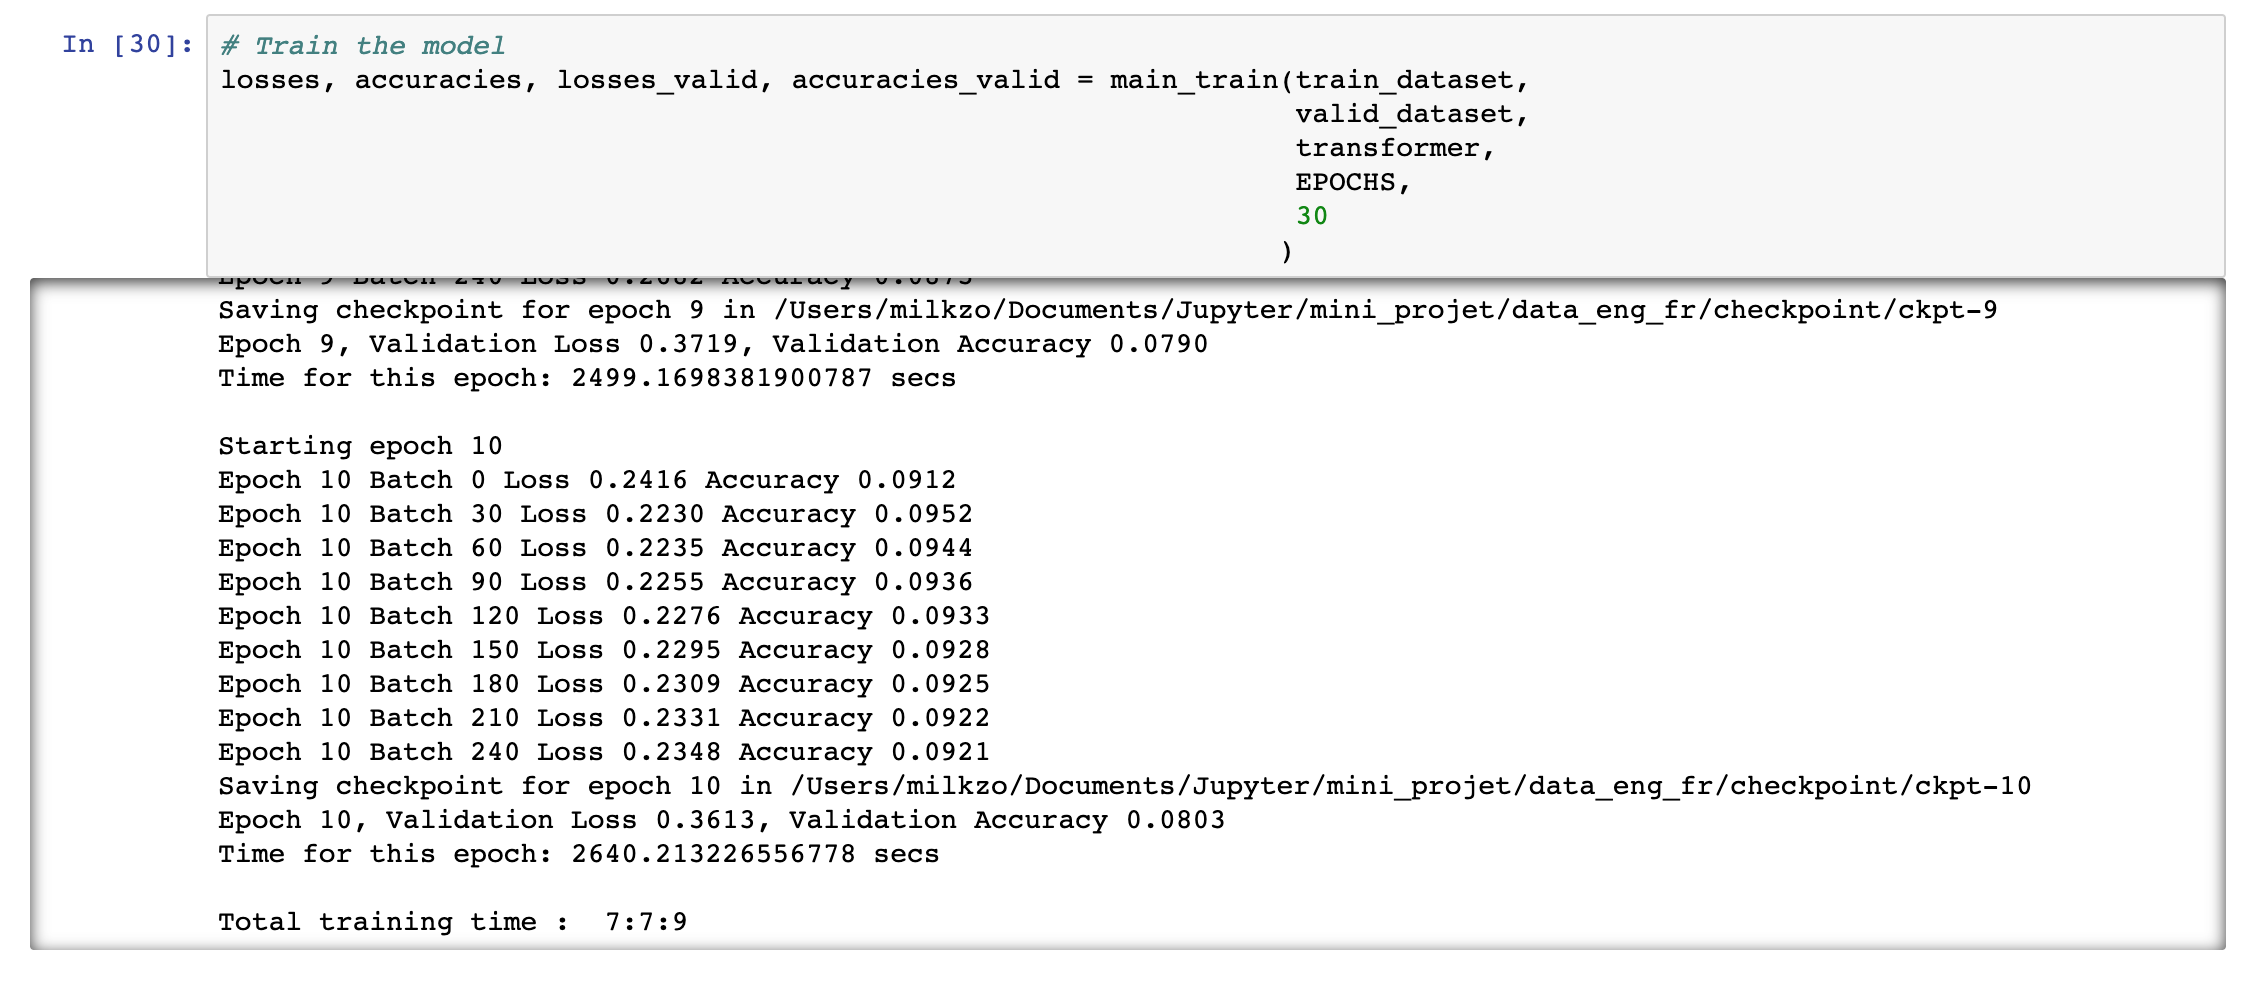 In [30]: # Train the model
losses, accuracies, losses_valid, accuracies_valid = main_train(train_dataset,
valid_dataset,
transformer,
EPOCHS,
30
)
Epoch 9 Batch 240 Loss Accuracy
Saving checkpoint for epoch 9 in /Users/milkzo/Documents/Jupyter/mini_projet/data_eng_fr/checkpoint/ckpt-9
Epoch 9, Validation Loss 0.3719, Validation Accuracy 0.0790
Time for this epoch: 2499.1698381900787 secs
Starting epoch 10
Epoch 10 Batch 0 Loss 0.2416 Accuracy 0.0912
Epoch 10 Batch 30 Loss 0.2230 Accuracy 0.0952
Epoch 10 Batch 60 Loss 0.2235 Accuracy 0.0944
Epoch 10 Batch 90 Loss 0.2255 Accuracy 0.0936
Epoch 10 Batch 120 Loss 0.2276 Accuracy 0.0933
Epoch 10 Batch 150 Loss 0.2295 Accuracy 0.0928
Epoch 10 Batch 180 Loss 0.2309 Accuracy 0.0925
Epoch 10 Batch 210 Loss 0.2331 Accuracy 0.0922
Epoch 10 Batch 240 Loss 0.2348 Accuracy 0.0921
Saving checkpoint for epoch 10 in /Users/milkzo/Documents/Jupyter/mini_projet/data_eng_fr/checkpoint/ckpt-10
Epoch 10, Validation Loss 0.3613, Validation Accuracy 0.0803
Time for this epoch: 2640.213226556778 secs
Total training time :  7:7:9